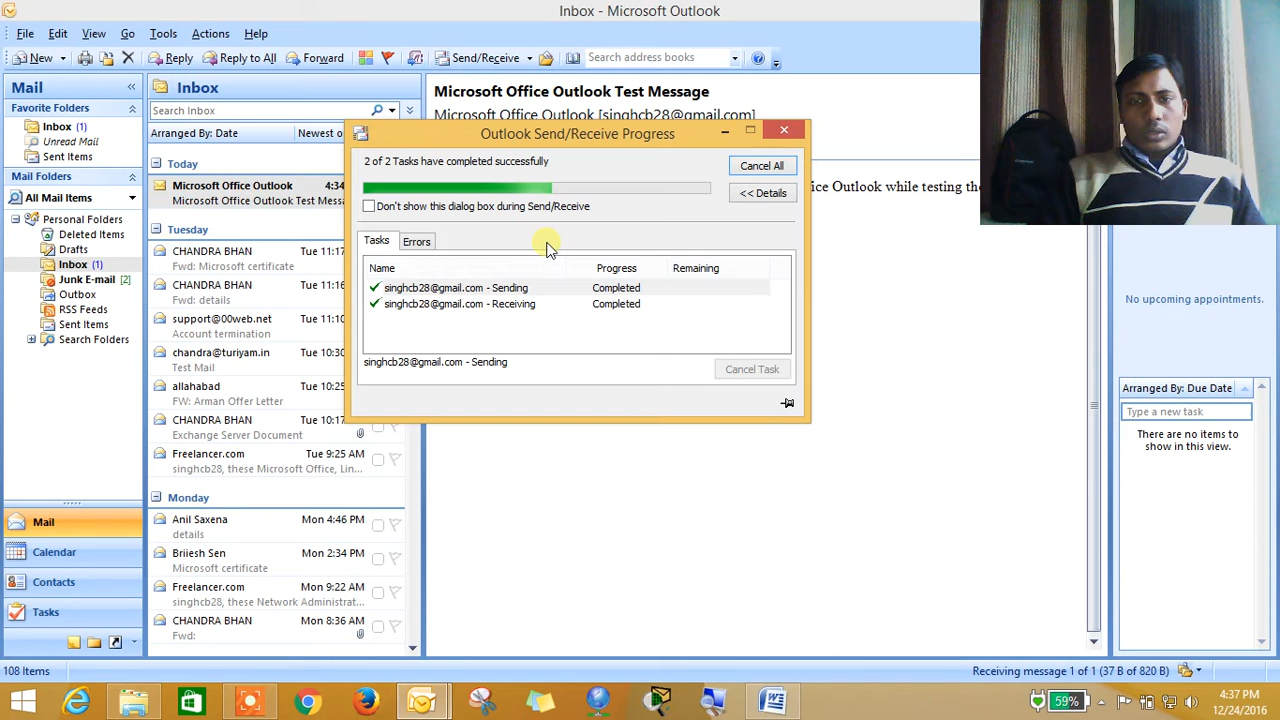 Inbox - Microsoft Outlook
File Edit View Go Tools Actions Help
New Reply Reply to All Forward Send/Receive Search address books
Mail «
Favorite Folders
Inbox (1)
Unread Mail
Sent Items
Mail Folders
All Mail Items
Personal Folders
Deleted Items
Drafts
Inbox (1)
Junk E-mail [2]
Outbox
RSS Feeds
Sent Items
Search Folders
Mail
Calendar
Contacts
Tasks
Inbox
Search Inbox
Arranged By: Date Newest o
Today
Microsoft Office Outlook 4:34
Microsoft Office Outlook Test Messa
Tuesday
CHANDRA BHAN Tue 11:17
Fwd: Microsoft certificate
CHANDRA BHAN Tue 11:1
Fwd: details
support@00web.net Tue 11:10
Account termination
chandra@turiyam.in Tue 10:30
Test Mail
allahabad Tue 10:25
FW: Arman Offer Letter
CHANDRA BHAN Tue 10:17
Exchange Server Document
Freelancer.com Tue 9:25 AM
singhcb28, these Microsoft Office, Lin
Monday
Anil Saxena Mon 4:46 PM
details
Briiesh Sen Mon 2:34 PM
Microsoft certificate
Freelancer.com Mon 9:22 AM
singhcb28, these Network Administrat...
CHANDRA BHAN Mon 8:36 AM
Fwd:
Microsoft Office Outlook Test Message
Microsoft Office Outlook [singhcb28@gmail.com]
ice Outlook while testing the
Outlook Send/Receive Progress
2 of 2 Tasks have completed successfully
Cancel All
<< Details
Don't show this dialog box during Send/Receive
Tasks Errors
Name Progress Remaining
singhcb28@gmail.com - Sending Completed
singhcb28@gmail.com - Receiving Completed
singhcb28@gmail.com - Sending
Cancel Task
No upcoming appointments.
Arranged By: Due Date
Type a new task
There are no items to
show in this view.
108 Items
Receiving message 1 of 1 (37 B of 820 B)
59%
4:37 PM
12/24/2016